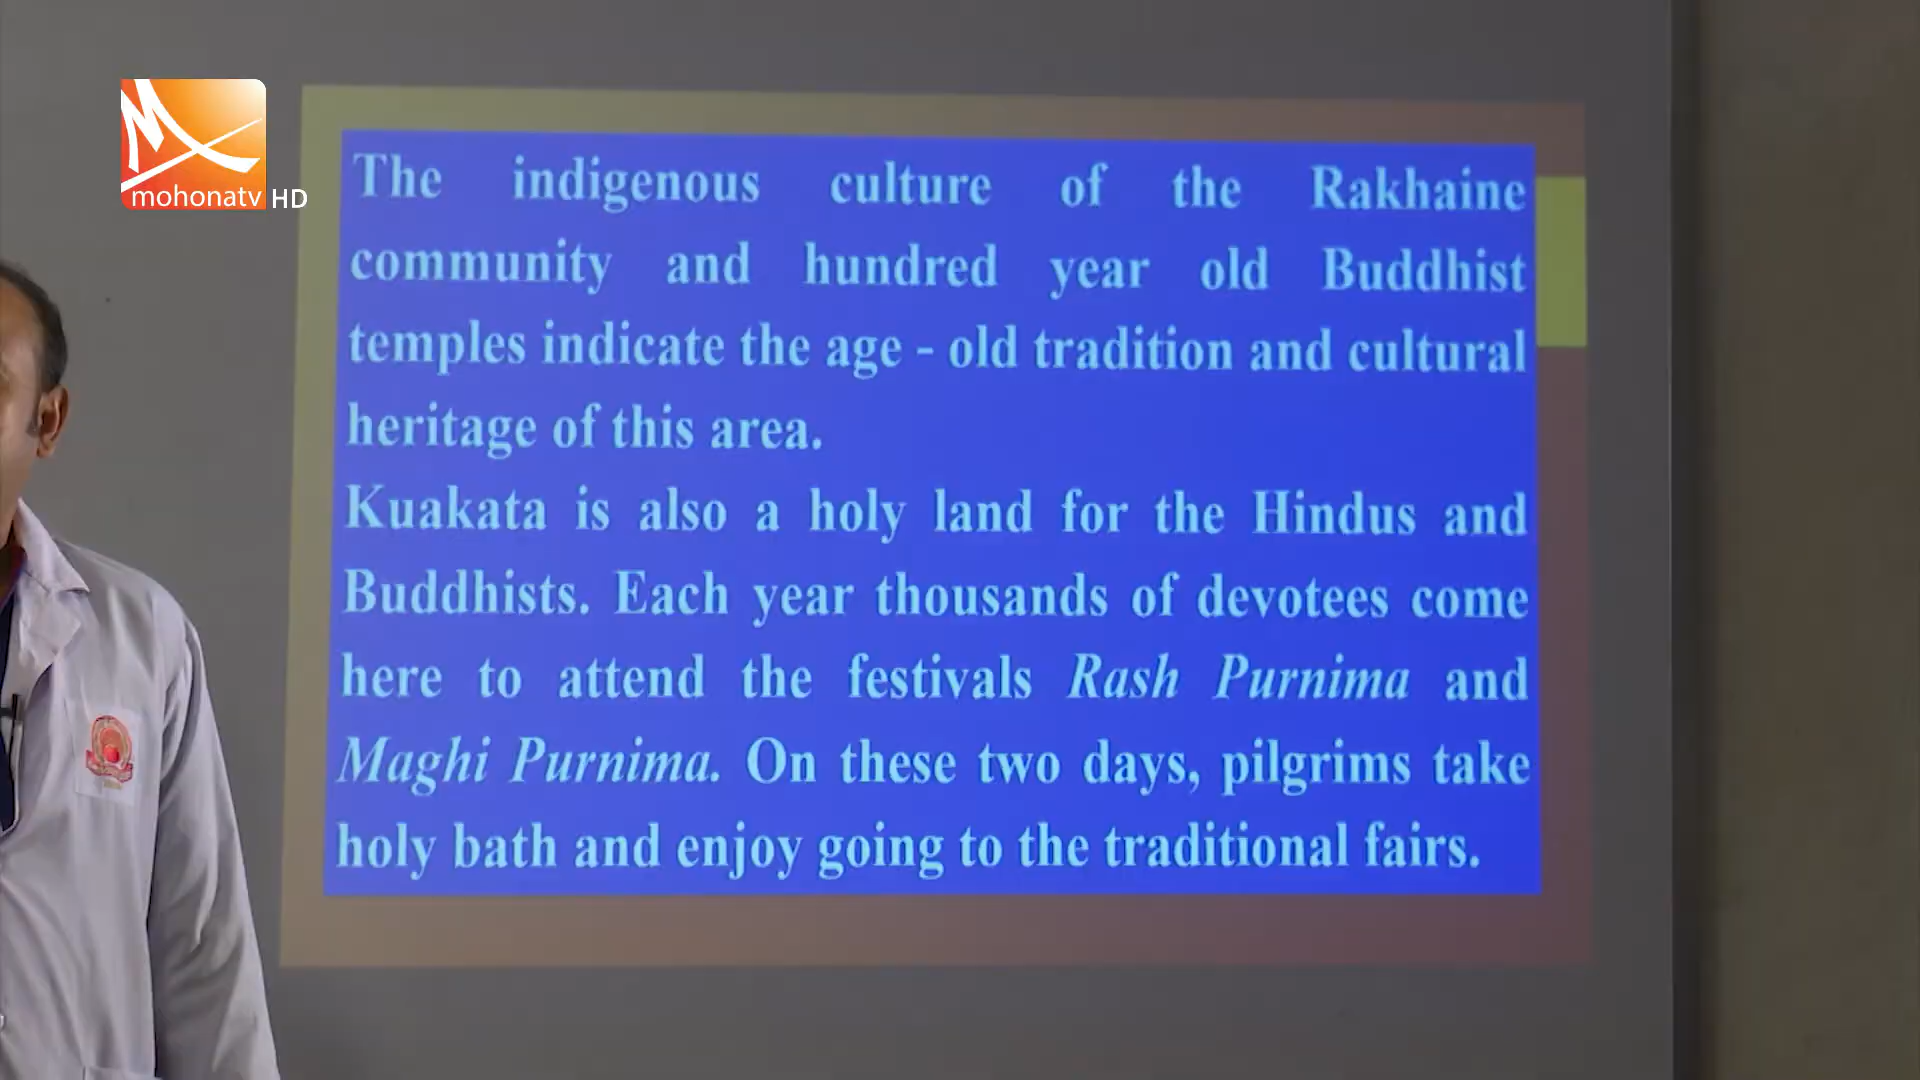 mohonatv HD
The indigenous culture of the Rakhaine
community and hundred year old Buddhist
temples indicate the age - old tradition and cultural
heritage of this area.
Kuakata is also a holy land for the Hindus and
Buddhists. Each year thousands of devotees come
here to attend the festivals Rash Purnima and
Maghi Purnima. On these two days, pilgrims take
holy bath and enjoy going to the traditional fairs.